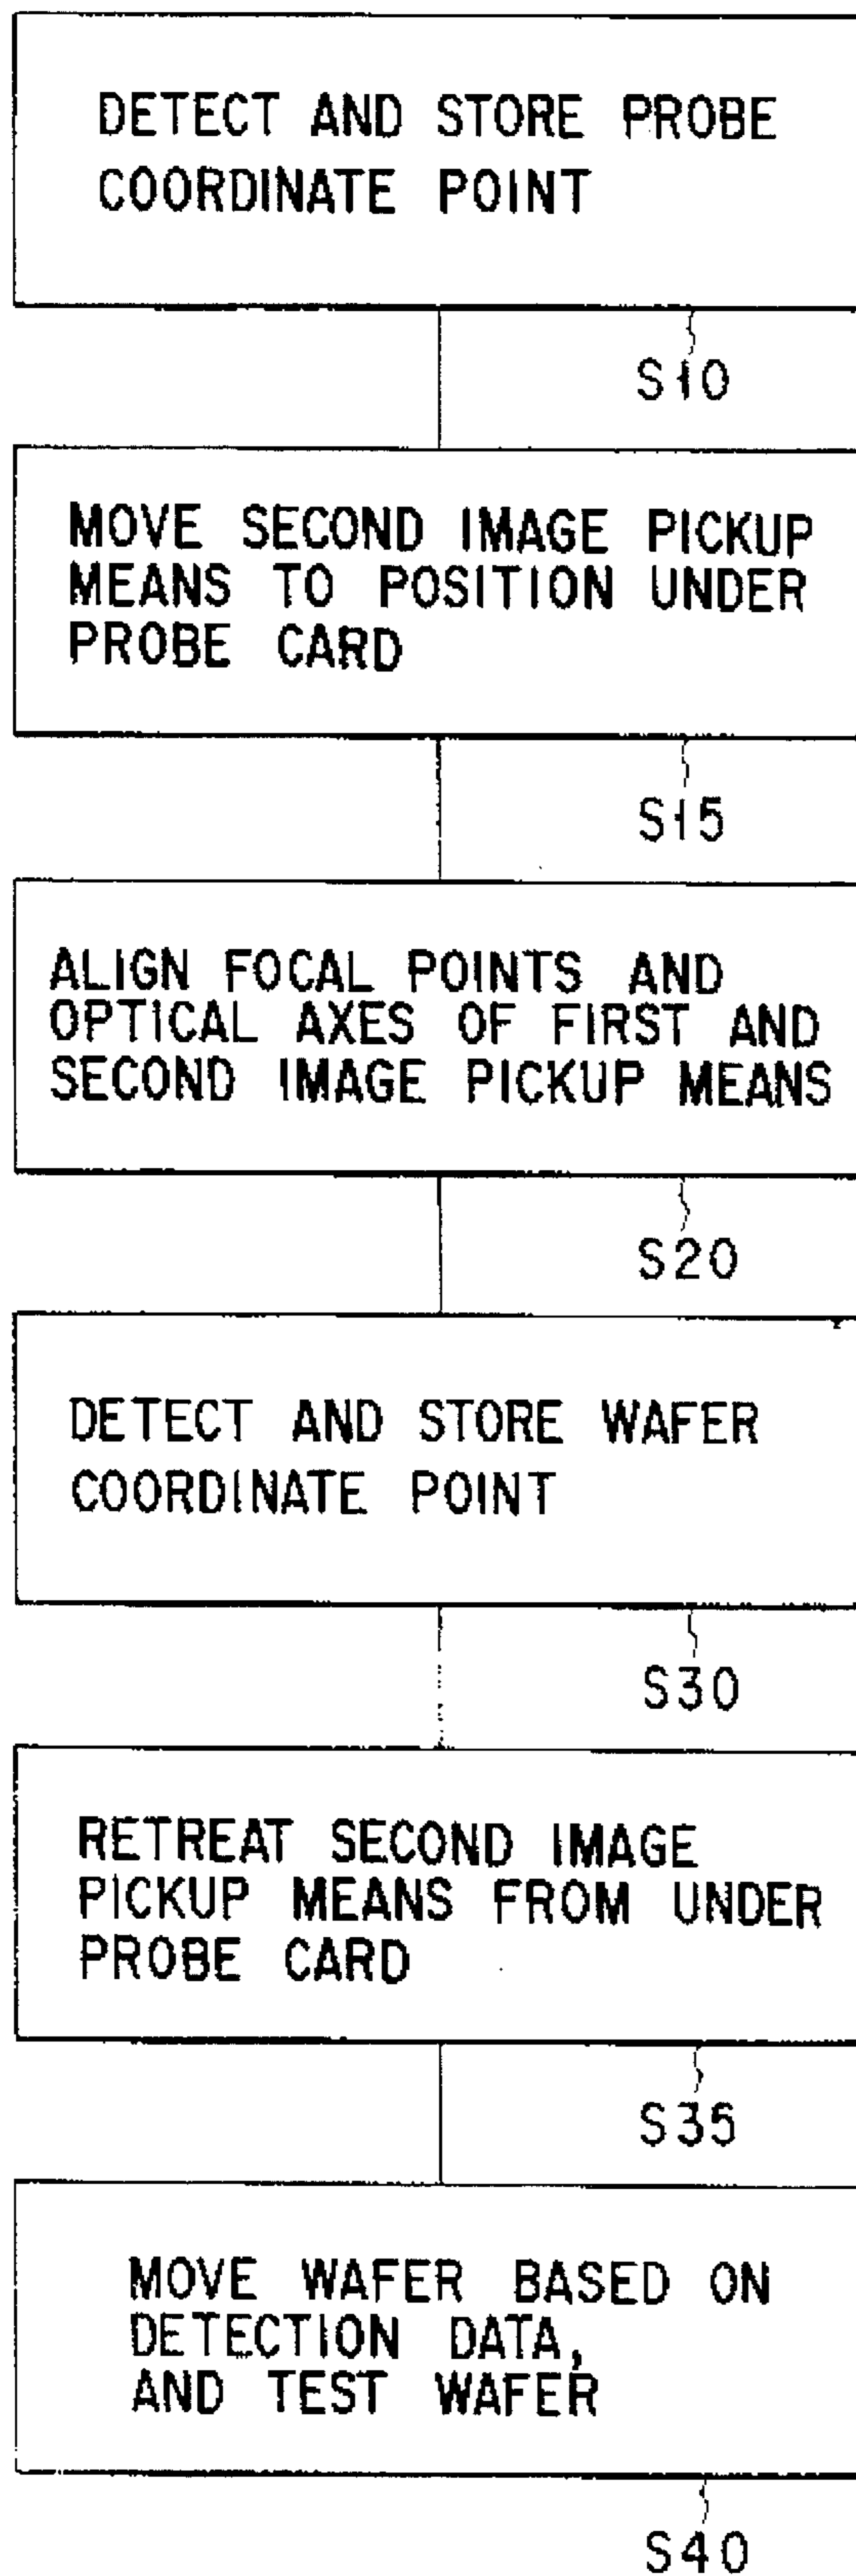 DETECT AND STORE PROBE
COORDINATE POINT
S10
MOVE SECOND IMAGE PICKUP
MEANS TO POSITION UNDER
PROBE CARD
S15
ALIGN FOCAL POINTS AND
OPTICAL AXES OF FIRST AND
SECOND IMAGE PICKUP MEANS
S20
DETECT AND STORE WAFER
COORDINATE POINT
S30
RETREAT SECOND IMAGE
PICKUP MEANS FROM UNDER
PROBE CARD
S35
MOVE WAFER BASED ON
DETECTION DATA,
AND TEST WAFER
S40